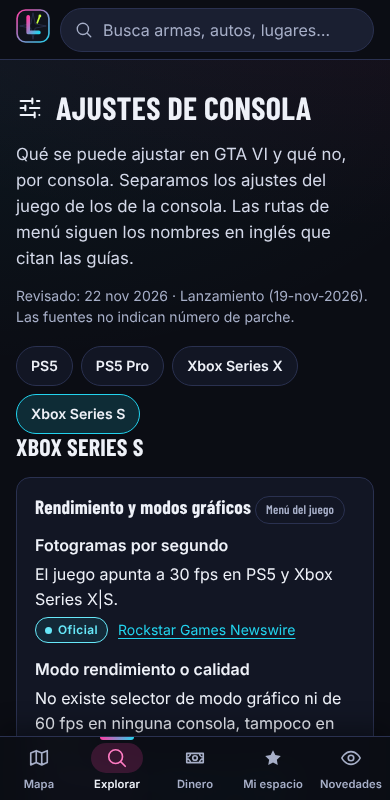 Busca armas, autos, lugares...
AJUSTES DE CONSOLA
Qué se puede ajustar en GTA VI y qué no,
por consola. Separamos los ajustes del
juego de los de la consola. Las rutas de
menú siguen los nombres en inglés que
citan las guías.
Revisado: 22 nov 2026 · Lanzamiento (19-nov-2026).
Las fuentes no indican número de parche.
PS5 PS5 Pro Xbox Series X
Xbox Series S
XBOX SERIES S
Rendimiento y modos gráficos Menú del juego
Fotogramas por segundo
El juego apunta a 30 fps en PS5 y Xbox
Series X|S.
Oficial Rockstar Games Newswire
Modo rendimiento o calidad
No existe selector de modo gráfico ni de
60 fps en ninguna consola, tampoco en
Mapa Explorar Dinero Mi espacio Novedades